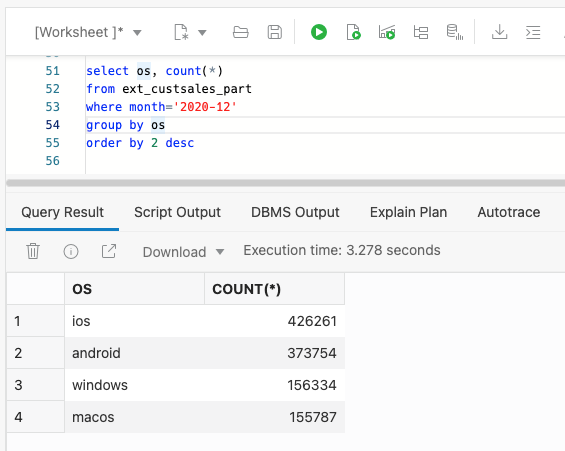 [Worksheet ]*
51 select os, count(*)
52 from ext_custsales_part
53 where month='2020-12'
54 group by os
55 order by 2 desc
56
Query Result Script Output DBMS Output Explain Plan Autotrace
Download Execution time: 3.278 seconds
OS COUNT(*)
1 ios 426261
2 android 373754
3 windows 156334
4 macos 155787